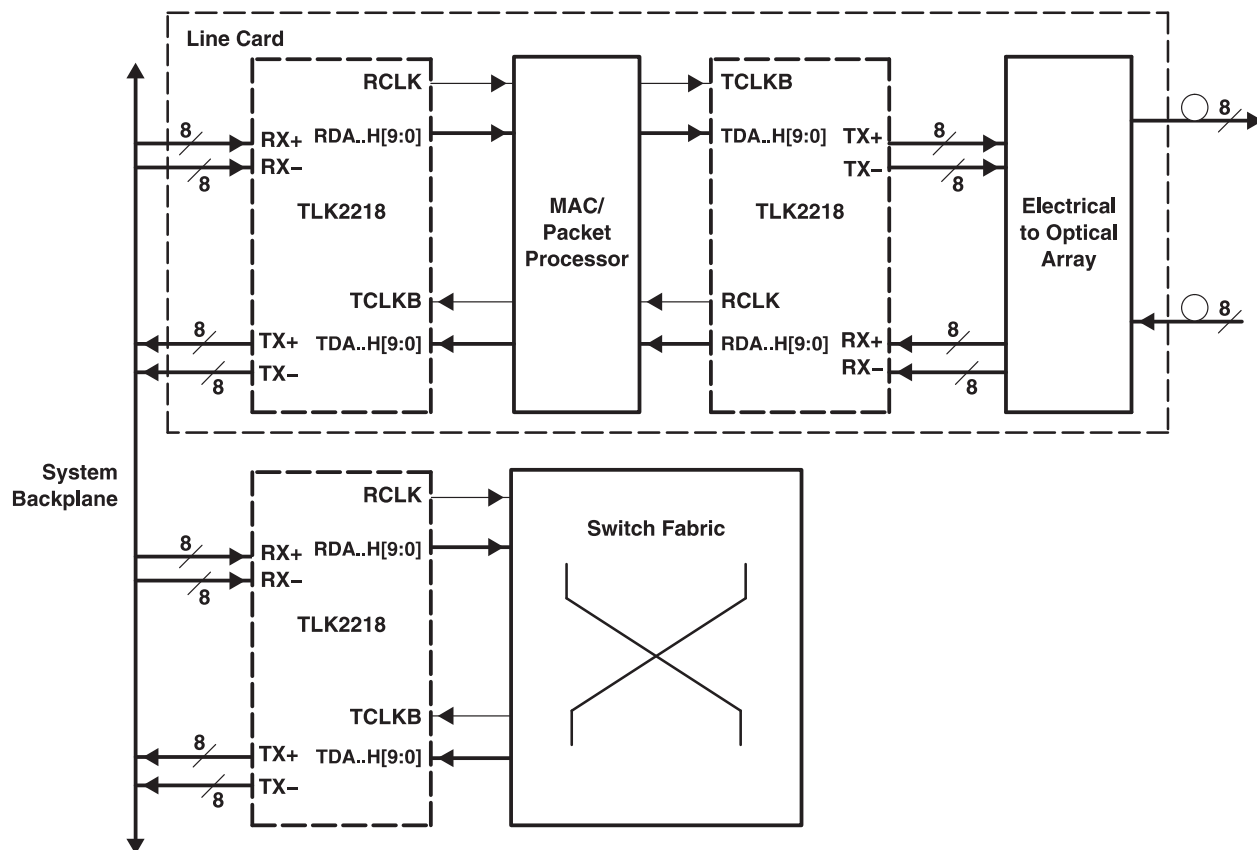 Line Card
RCLK
TCLKB
8
RX+
RDA..H[9:0]
TDA..H[9:0]
TX+
8
8
RX–
8
TX–
8
TLK2218
MAC/
Packet
Processor
TLK2218
Electrical
to Optical
Array
TCLKB
RCLK
8
8
TX+
TDA..H[9:0]
RDA..H[9:0]
RX+
8
TX–
8
RX–
8
System
Backplane
RCLK
Switch Fabric
8
RX+
RDA..H[9:0]
RX–
8
TLK2218
TCLKB
8
TX+
TDA..H[9:0]
TX–
8